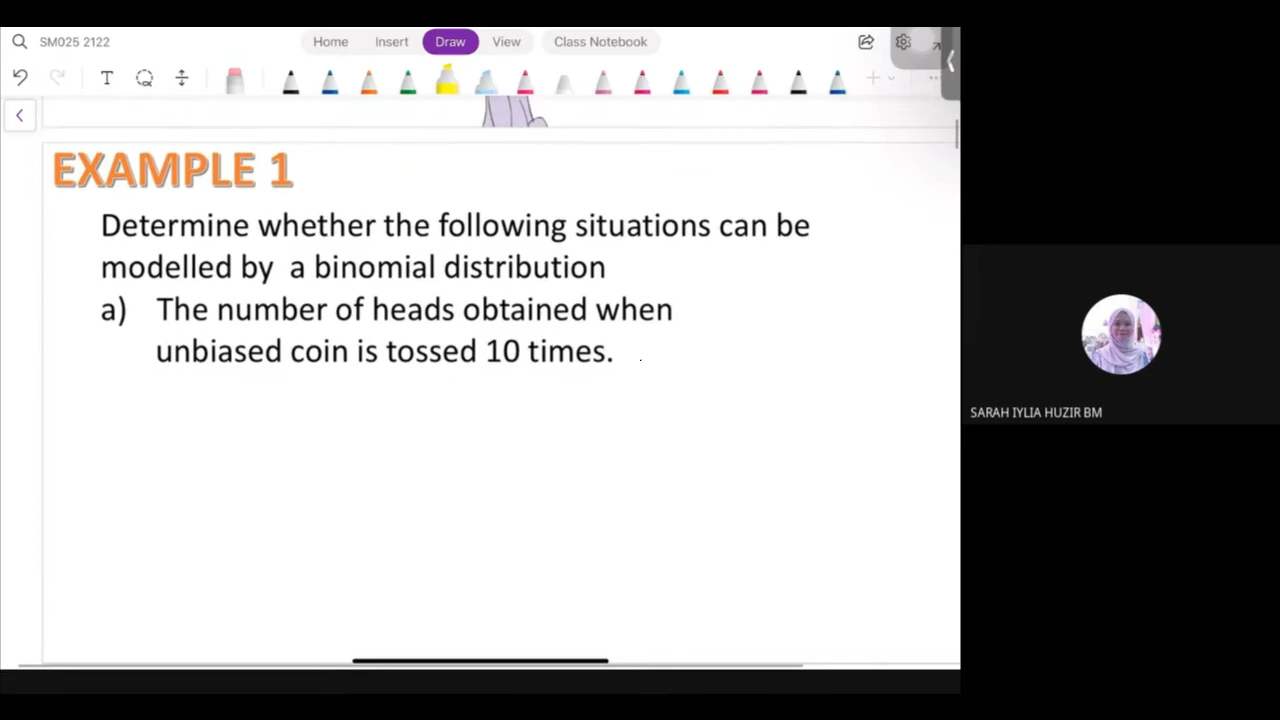 SM025 2122
Home Insert Draw View Class Notebook
T
EXAMPLE 1
Determine whether the following situations can be
modelled by a binomial distribution
a) The number of heads obtained when
unbiased coin is tossed 10 times.
SARAH IYLIA HUZIR BM